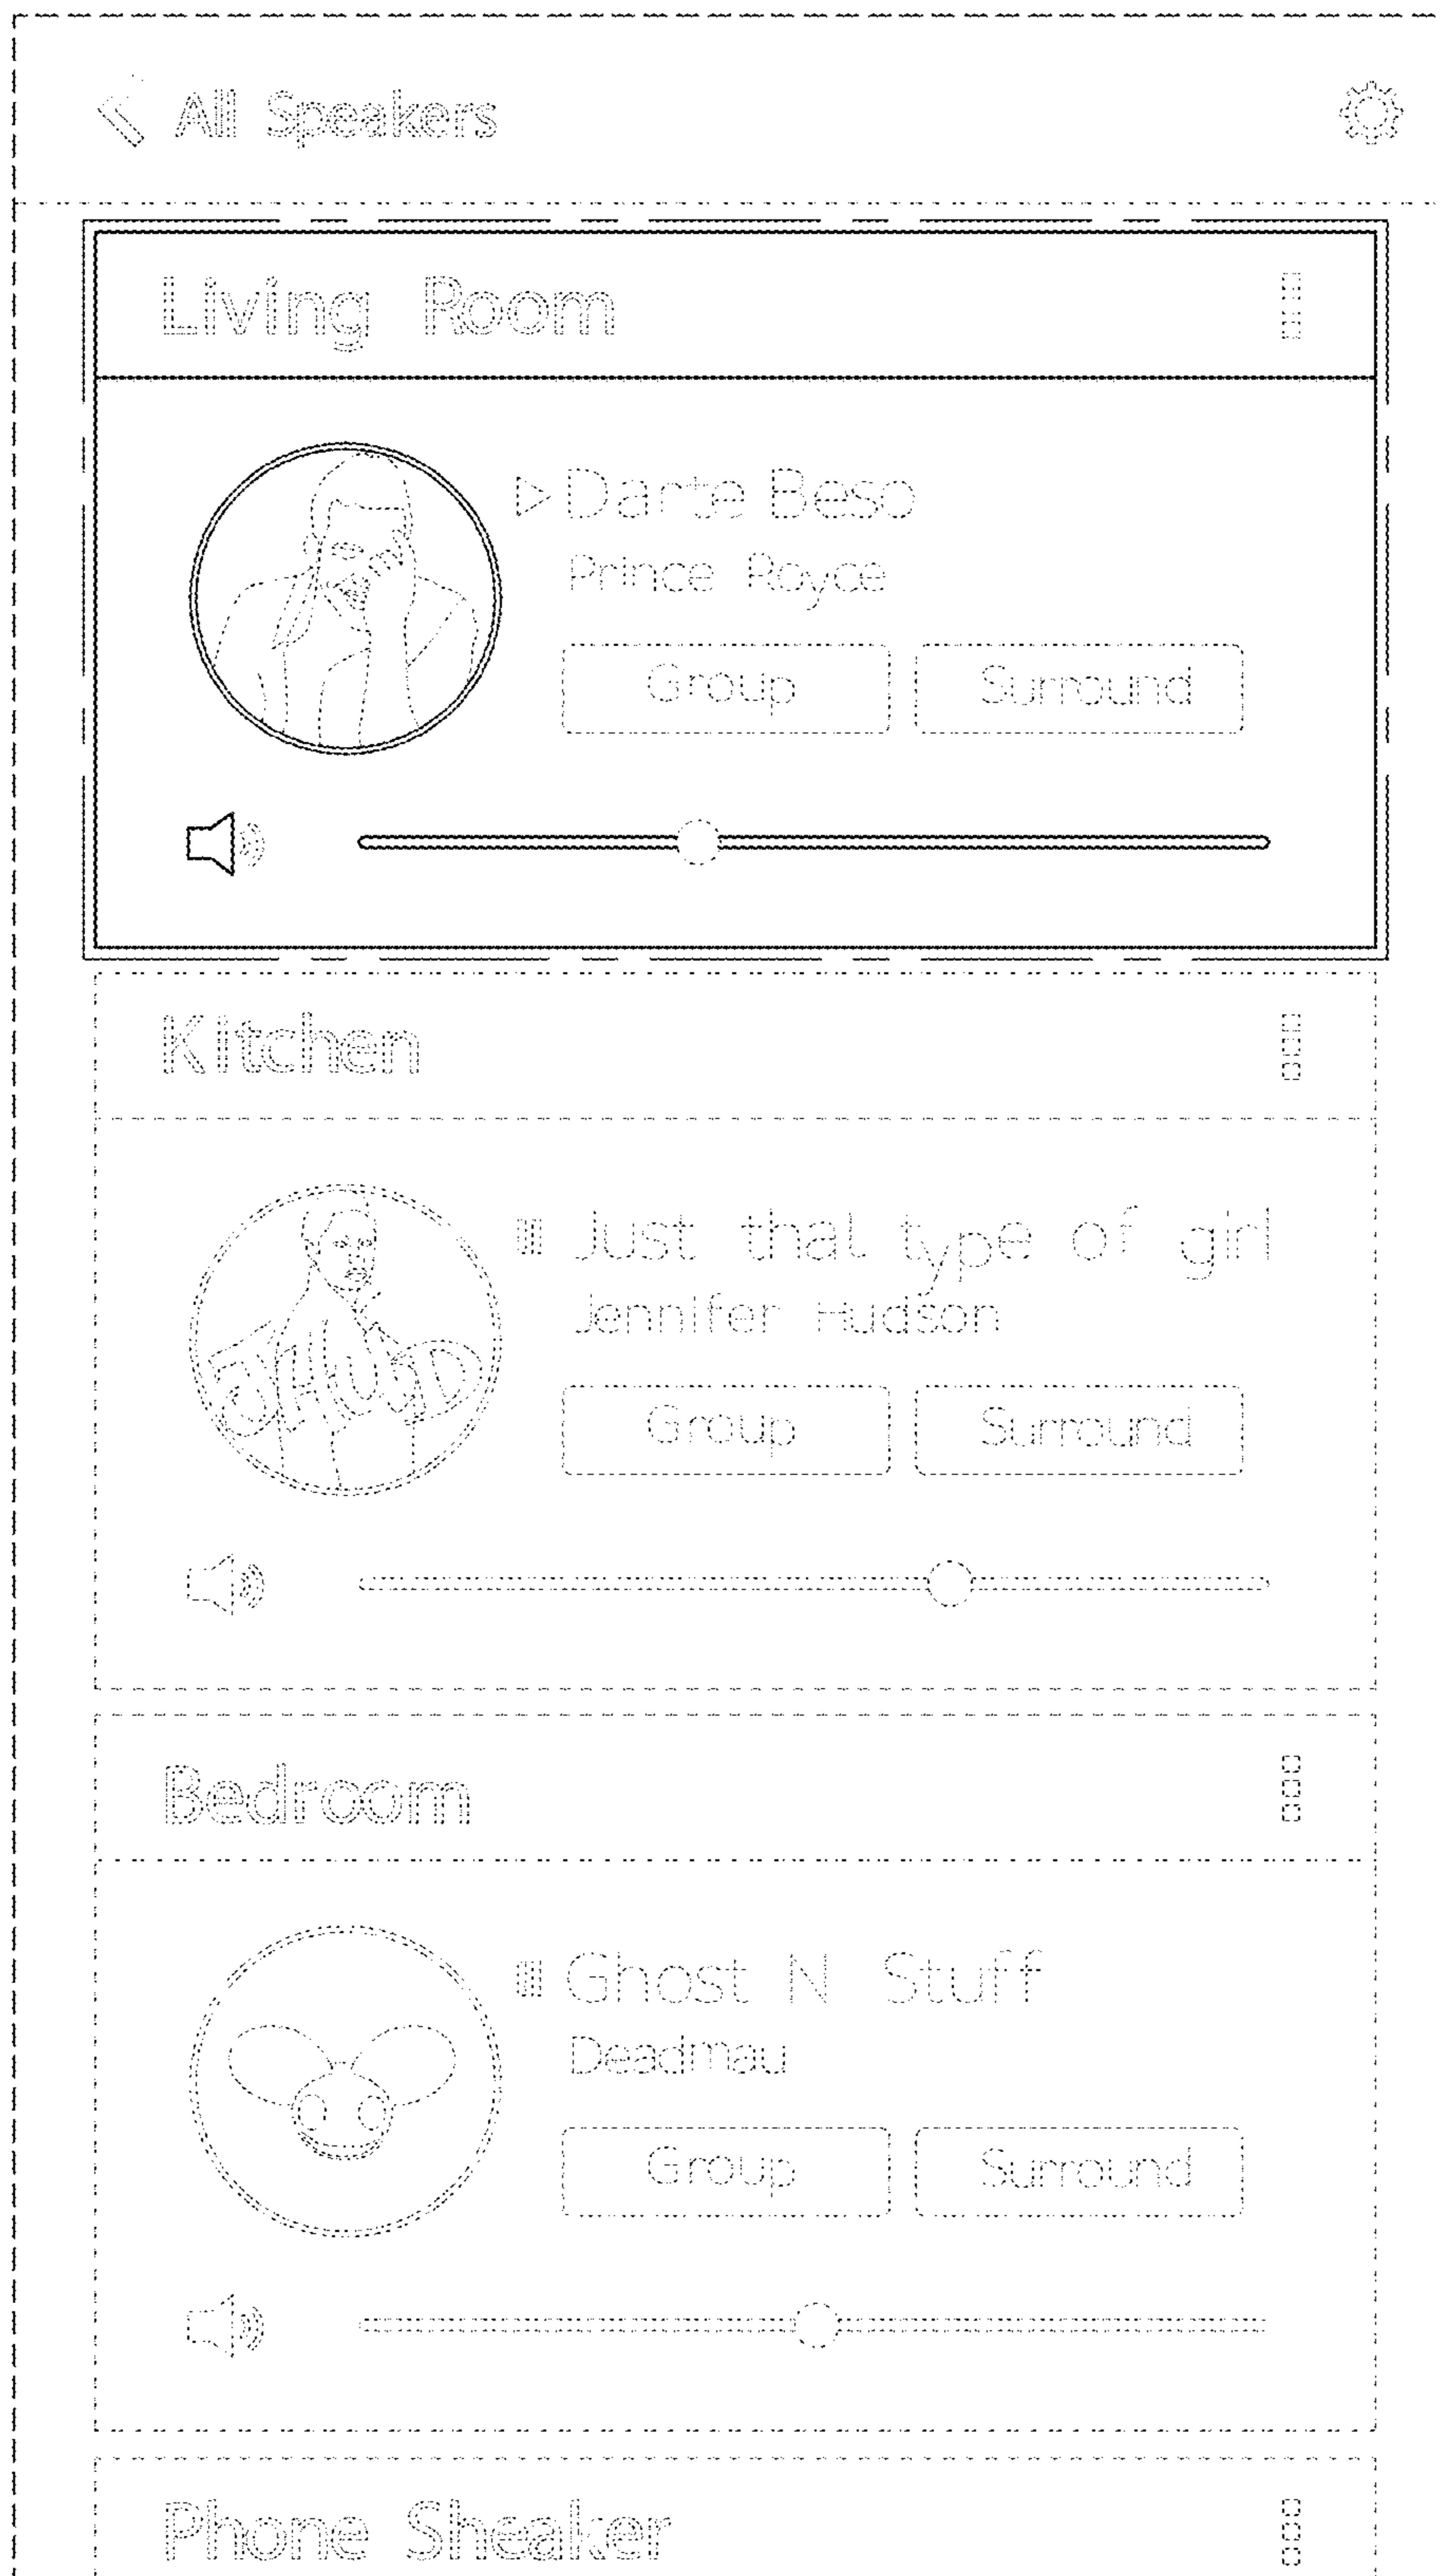 All Speakers
Living Room
Darte Beso
Prince Royce
Group Surround
Kitchen
Just that type of girl
Jennifer Hudson
JHUD
Group Surround
Bedroom
Ghost N Stuff
Deadmau
Group Surround
Phone Sheaker